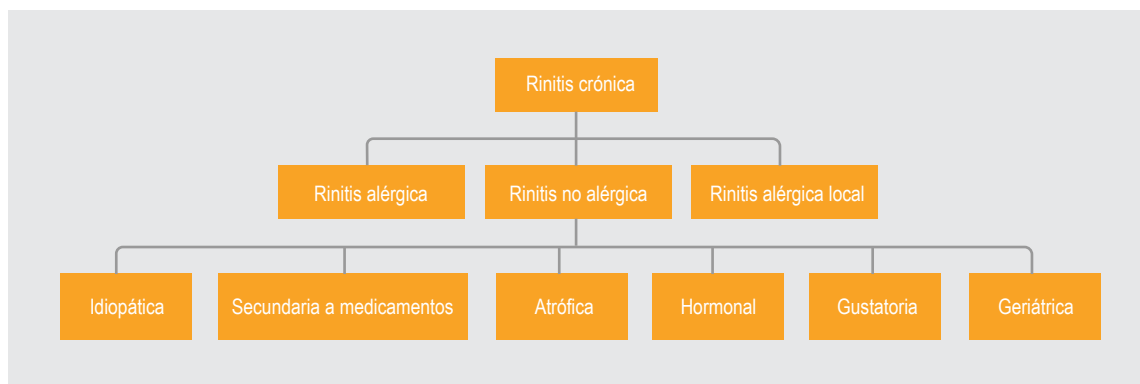 Rinitis crónica
Rinitis alérgica
Rinitis no alérgica
Rinitis alérgica local
Idiopática
Secundaria a medicamentos
Atrófica
Hormonal
Gustatoria
Geriátrica